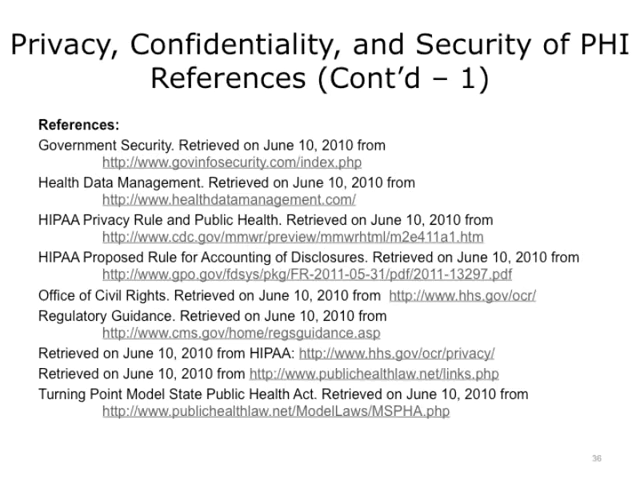 Privacy, Confidentiality, and Security of PHI
References (Cont’d – 1)
References:
Government Security. Retrieved on June 10, 2010 from
http://www.govinfosecurity.com/index.php
Health Data Management. Retrieved on June 10, 2010 from
http://www.healthdatamanagement.com/
HIPAA Privacy Rule and Public Health. Retrieved on June 10, 2010 from
http://www.cdc.gov/mmwr/preview/mmwrhtml/m2e411a1.htm
HIPAA Proposed Rule for Accounting of Disclosures. Retrieved on June 10, 2010 from
http://www.gpo.gov/fdsys/pkg/FR-2011-05-31/pdf/2011-13297.pdf
Office of Civil Rights. Retrieved on June 10, 2010 from http://www.hhs.gov/ocr/
Regulatory Guidance. Retrieved on June 10, 2010 from
http://www.cms.gov/home/regsguidance.asp
Retrieved on June 10, 2010 from HIPAA: http://www.hhs.gov/ocr/privacy/
Retrieved on June 10, 2010 from http://www.publichealthlaw.net/links.php
Turning Point Model State Public Health Act. Retrieved on June 10, 2010 from
http://www.publichealthlaw.net/ModelLaws/MSPHA.php
36